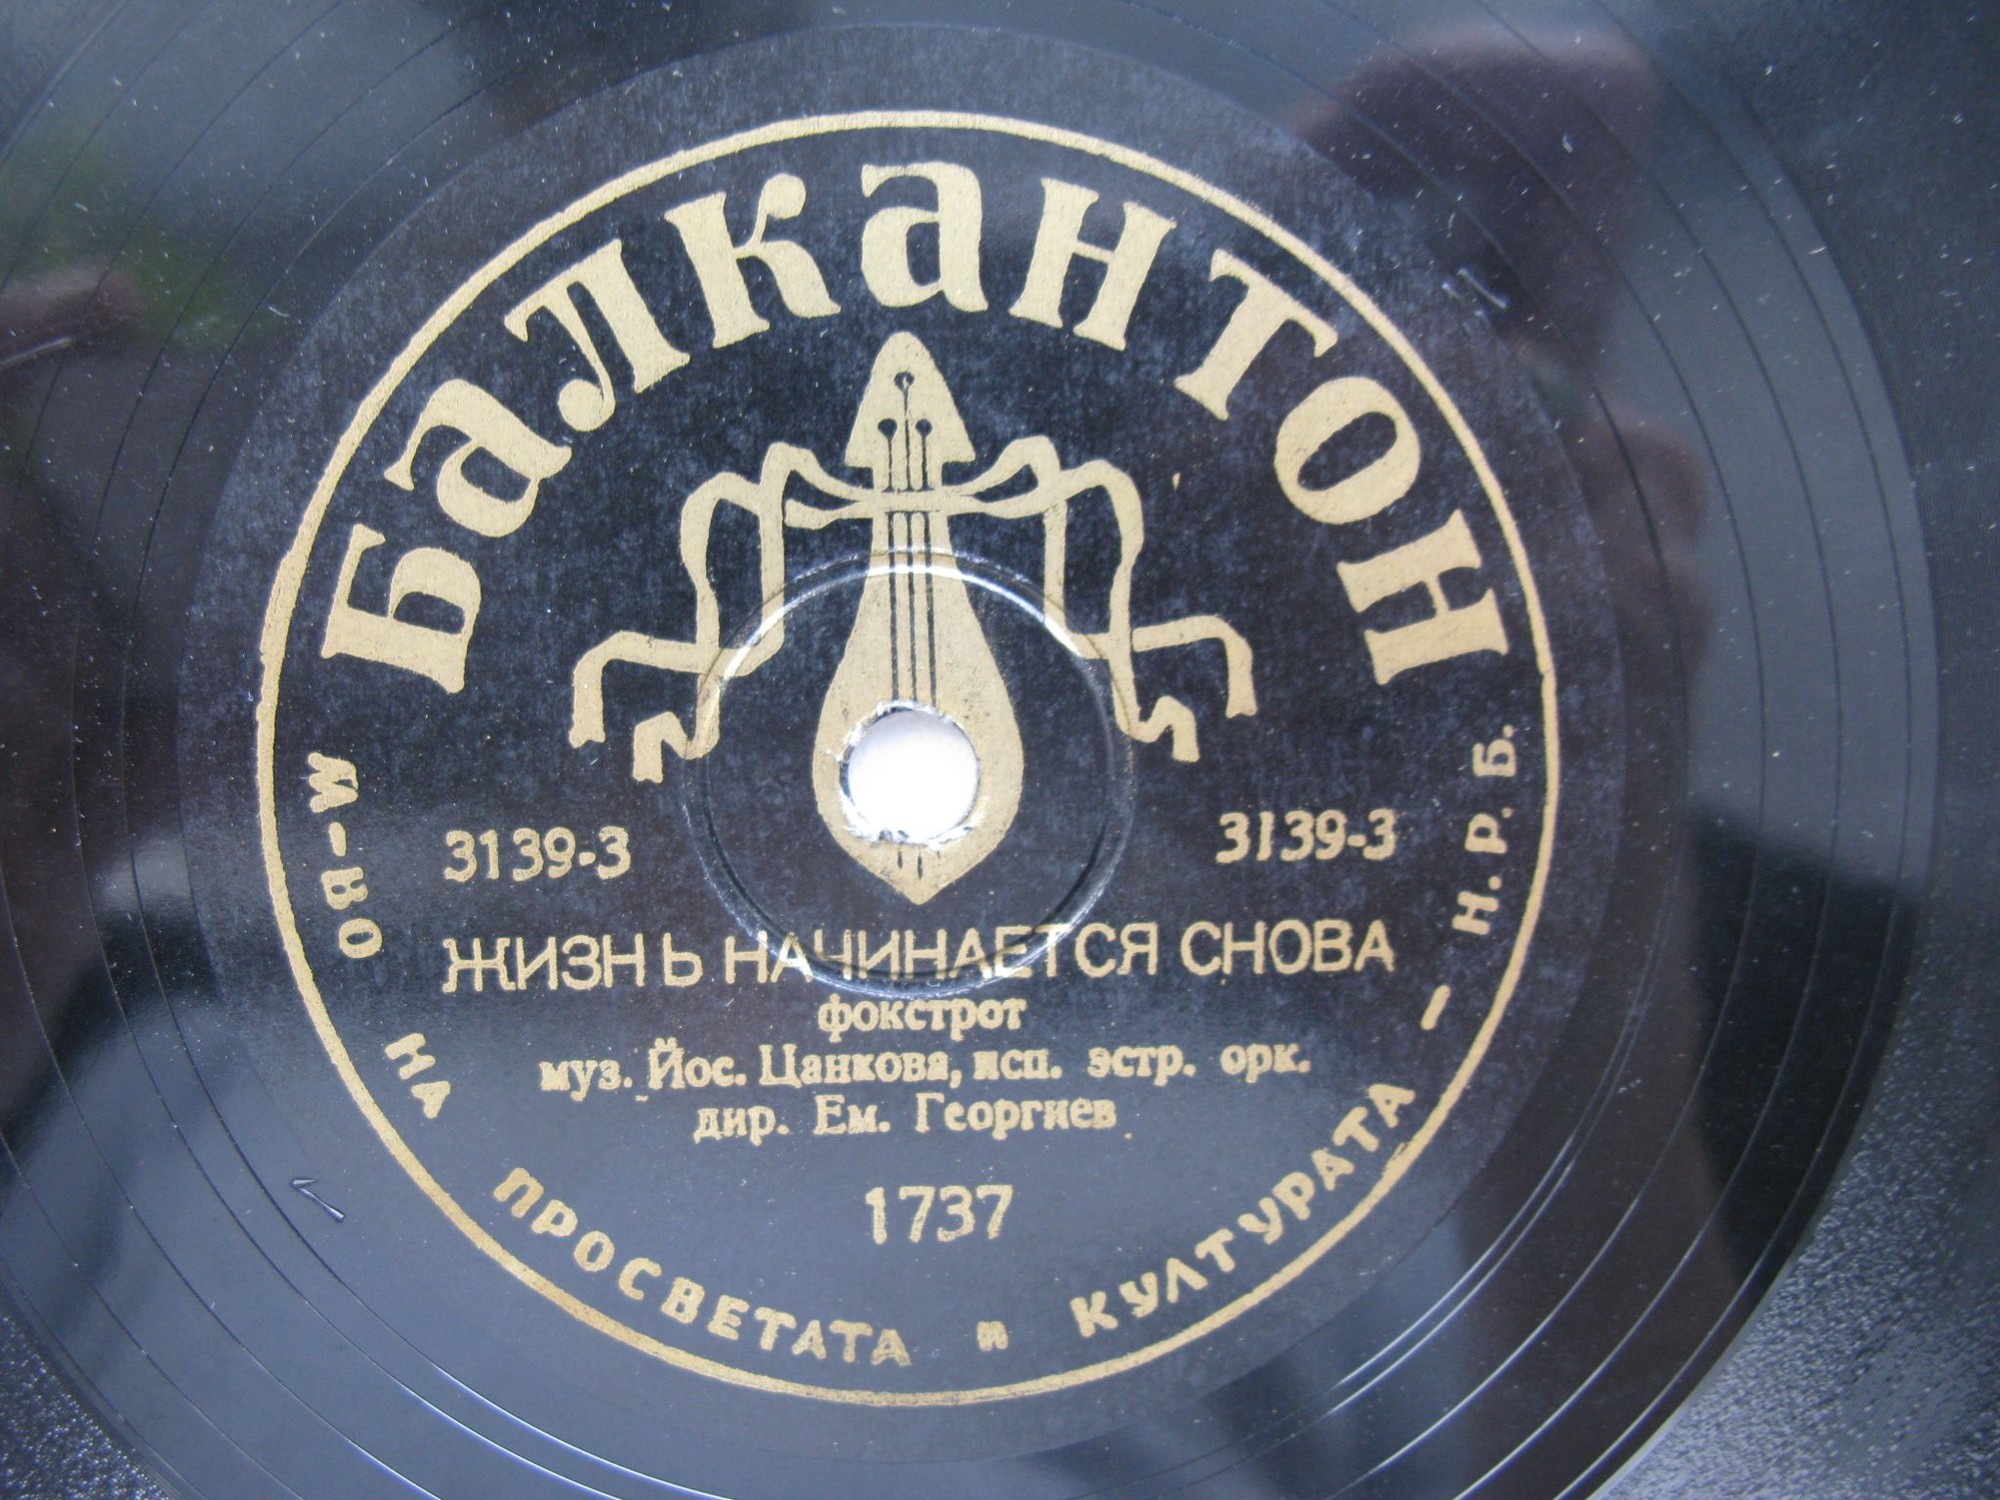 Балкантон
3139-3 3139-3
ЖИЗНЬ НАЧИНАЕТСЯ СНОВА
фокстрот
муз. Йос. Цанкова, исп. эстр. орк.
дир. Ем. Георгиев
1737
М-ВО НА ПРОСВЕТАТА и КУЛТУРАТА - Н.Р.Б.